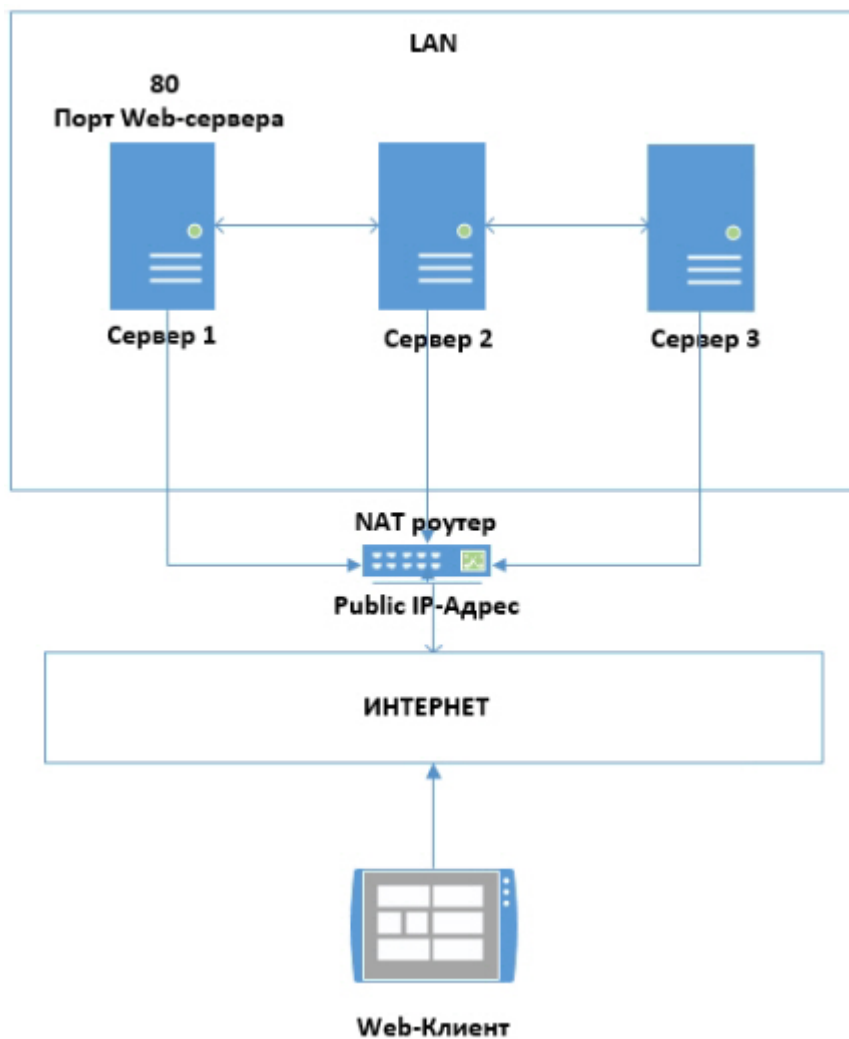 LAN
80
Порт Web-сервера
Сервер 1
Сервер 2
Сервер 3
NAT роутер
Public IP-Адрес
ИНТЕРНЕТ
Web-Клиент